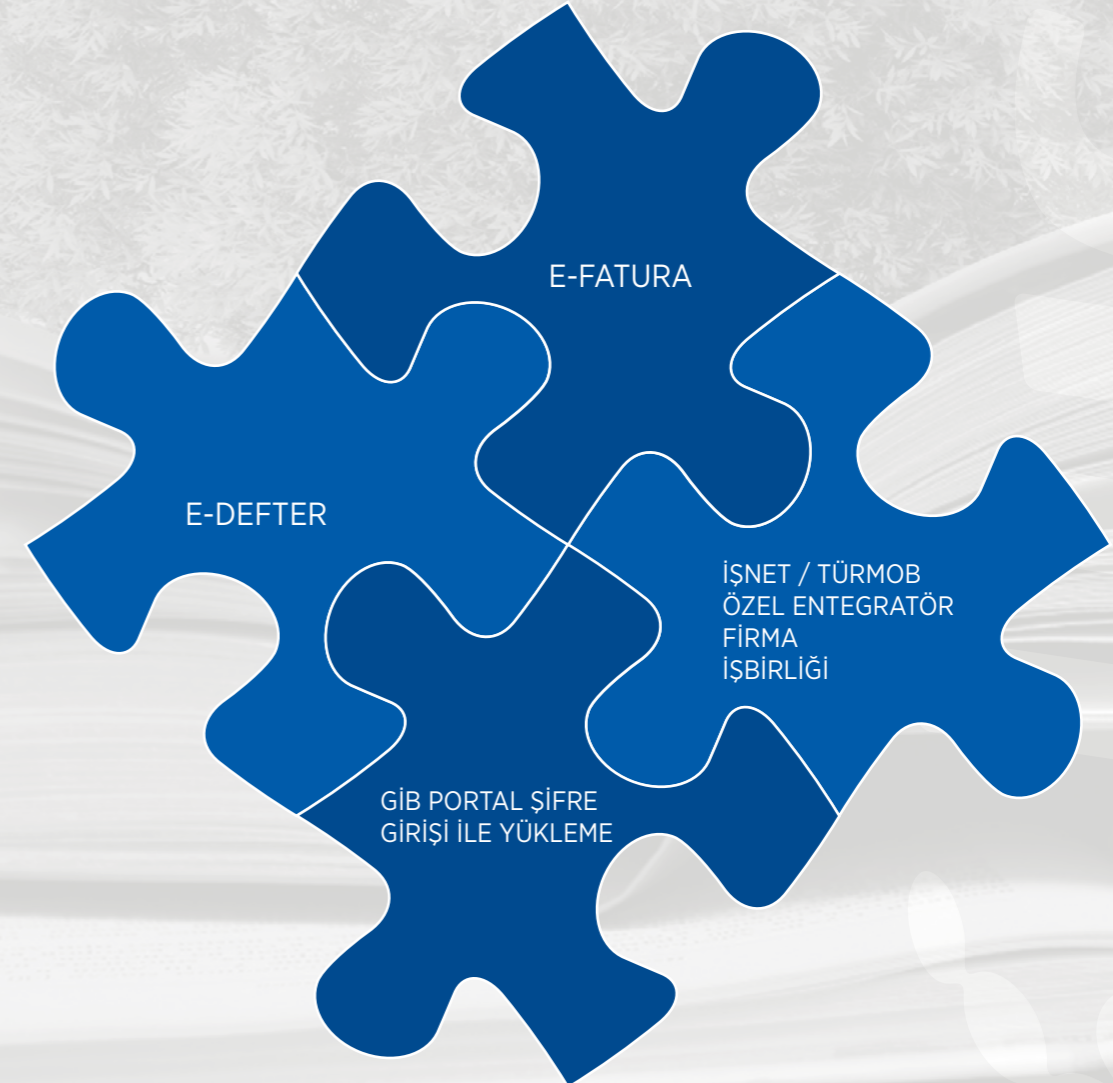 E-FATURA
E-DEFTER
İŞNET / TÜRMOB
ÖZEL ENTEGRATÖR
FİRMA
İŞBİRLİĞİ
GİB PORTAL ŞİFRE
GİRİŞİ İLE YÜKLEME